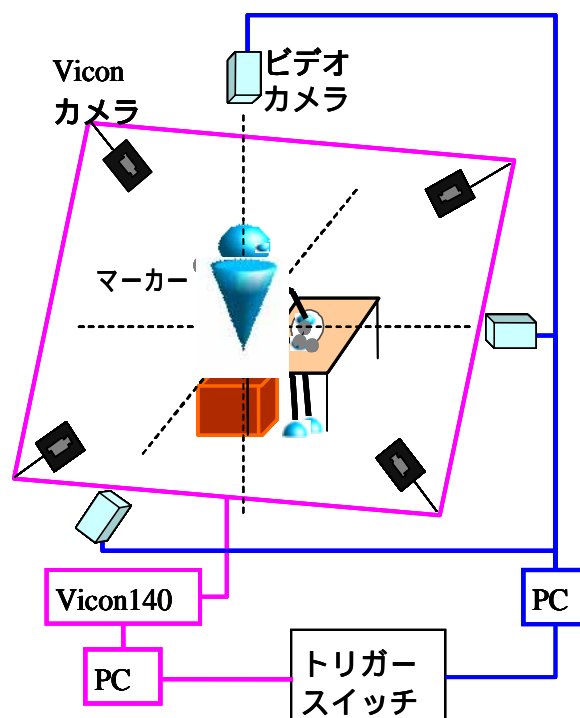 Vicon
カメラ
ビデオ
カメラ
マーカー
Vicon140
PC
PC
トリガー
スイッチ